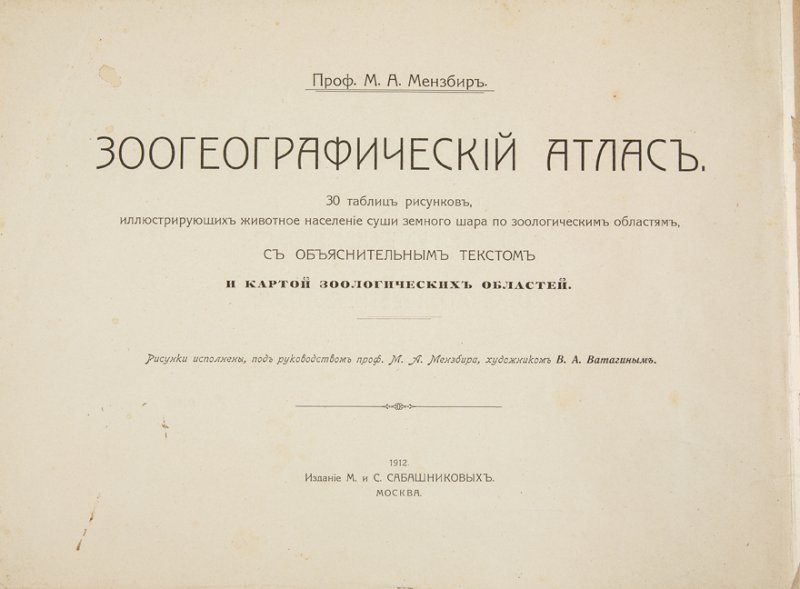 Проф. М. А. Мензбиръ.
ЗООГЕОГРАФИЧЕСКІЙ АТЛАСЪ.
30 таблицъ рисунковъ,
иллюстрирующихъ животное населеніе суши земного шара по зоологическимъ областямъ,
СЪ ОБЪЯСНИТЕЛЬНЫМЪ ТЕКСТОМЪ
И КАРТОЙ ЗООЛОГИЧЕСКИХЪ ОБЛАСТЕЙ.
Рисунки исполнены, подъ руководствомъ проф. М. А. Мензбира, художникомъ В. А. Ватагинымъ.
1912.
Изданіе М. и С. САБАШНИКОВЫХЪ.
МОСКВА.